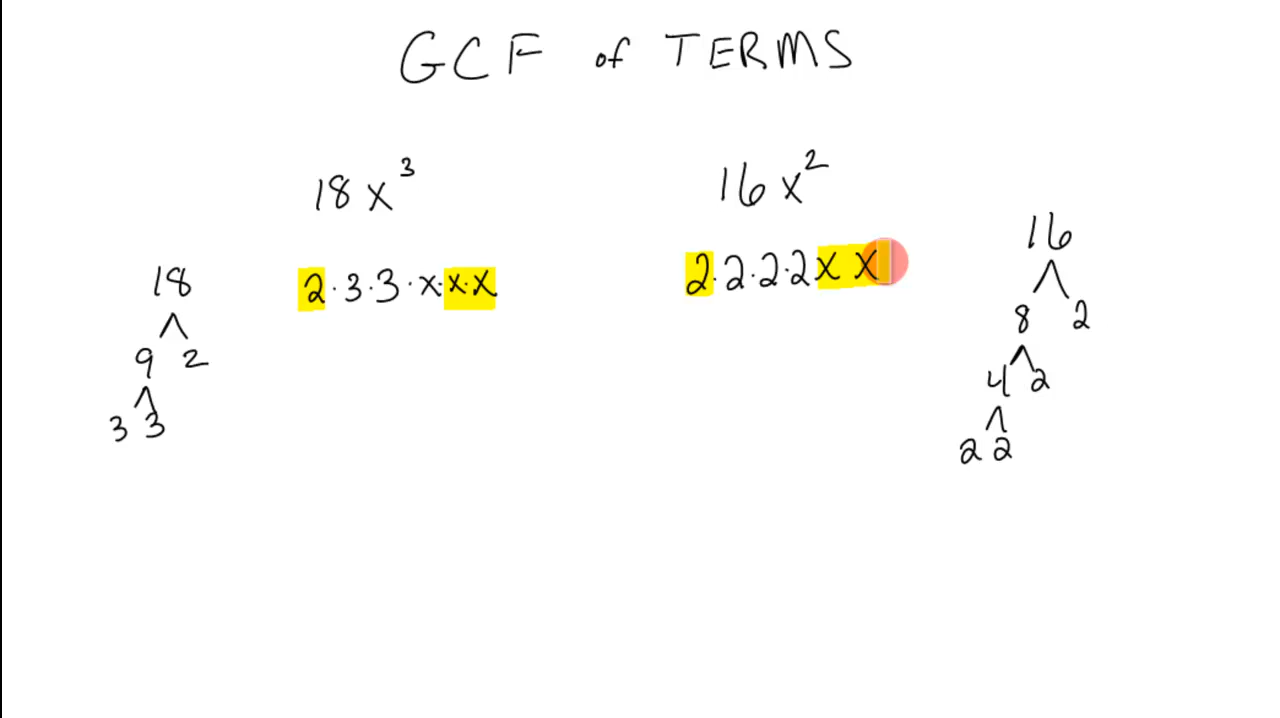 GCF of TERMS
18x³ 16x²
2·3·3·x·x·x 2·2·2·2xx
18 16
9 2 8 2
3 3 4 2
2 2